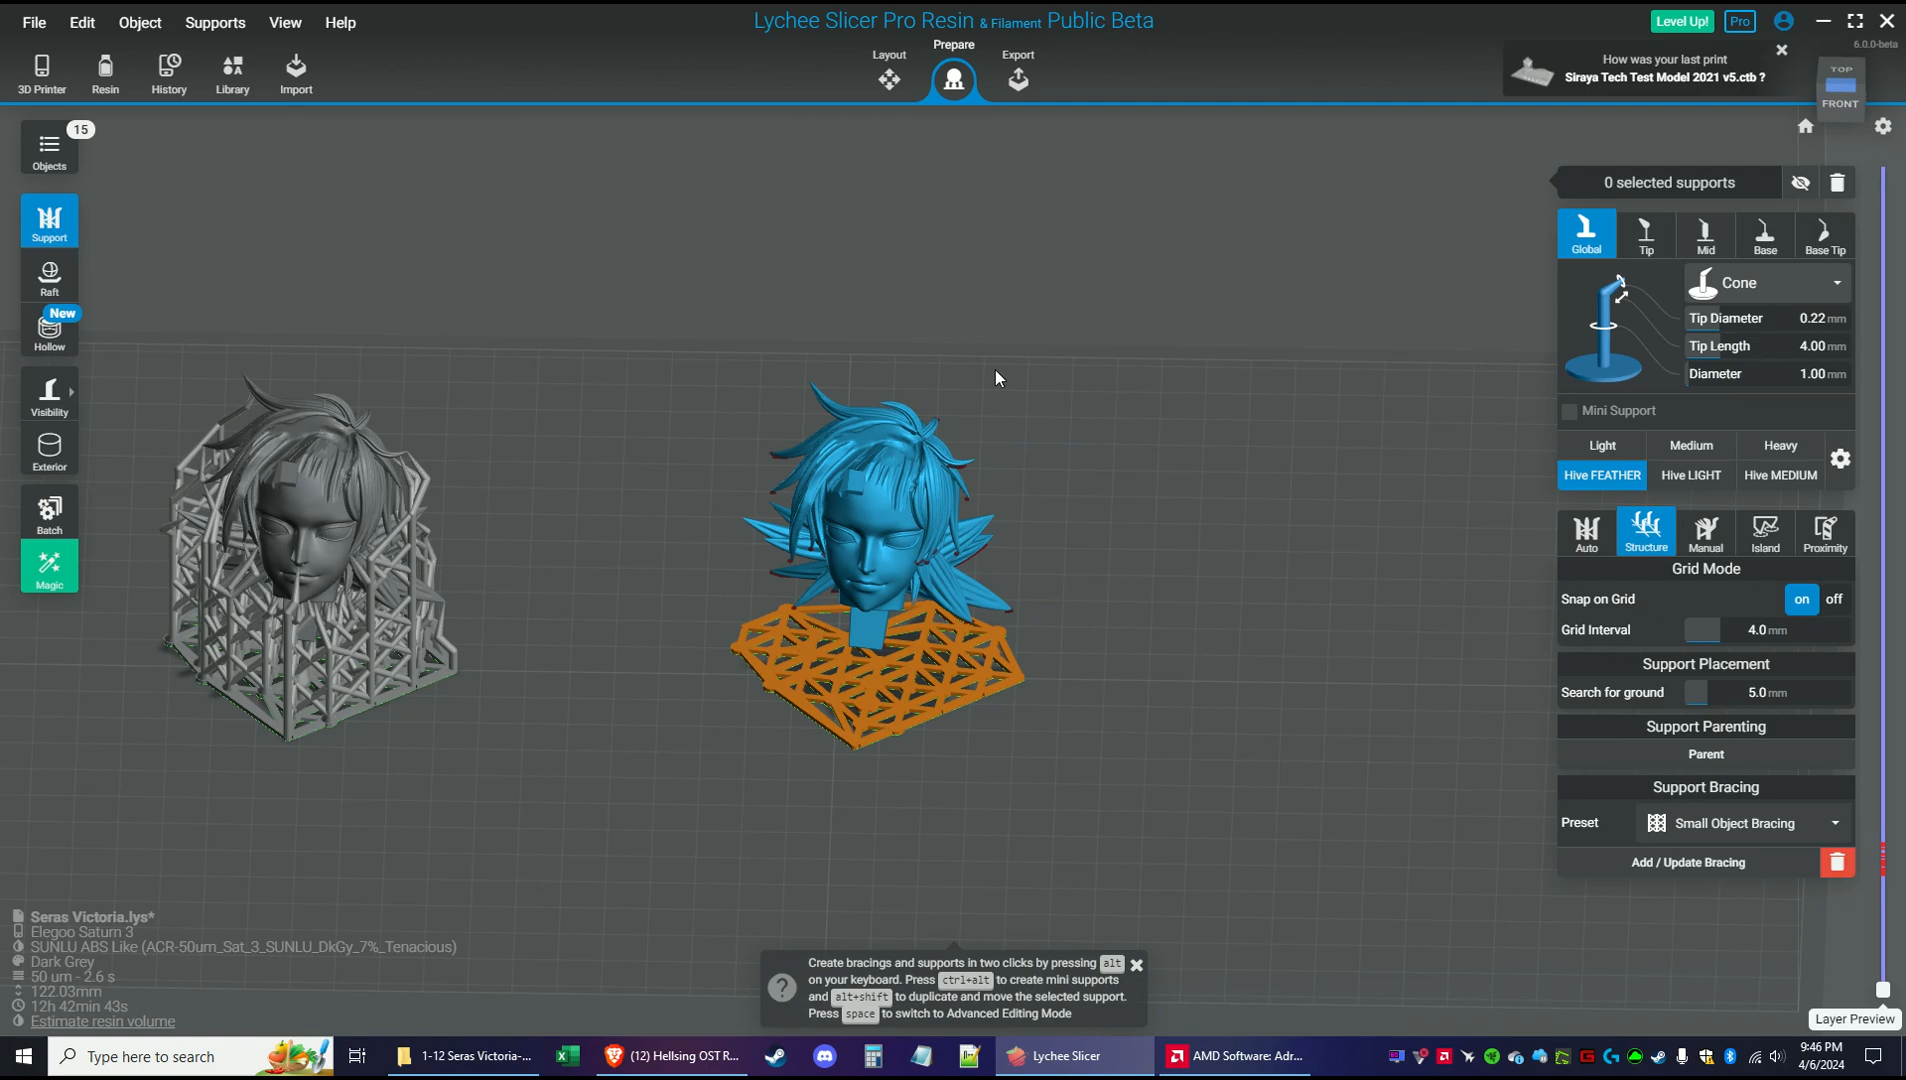 File Edit Object Supports View Help
Lychee Slicer Pro Resin & Filament Public Beta
Level Up! Pro
6.0.0-beta
3D Printer Resin History Library Import
Layout Prepare Export
How was your last print
Siraya Tech Test Model 2021 v5.ctb ?
TOP
FRONT
15
Objects
Support
Raft
New
Hollow
Visibility
Exterior
Batch
Magic
0 selected supports
Global Tip Mid Base Base Tip
Cone
Tip Diameter 0.22 mm
Tip Length 4.00 mm
Diameter 1.00 mm
Mini Support
Light Medium Heavy
Hive FEATHER Hive LIGHT Hive MEDIUM
Auto Structure Manual Island Proximity
Grid Mode
Snap on Grid on off
Grid Interval 4.0 mm
Support Placement
Search for ground 5.0 mm
Support Parenting
Parent
Support Bracing
Preset Small Object Bracing
Add / Update Bracing
Seras Victoria.lys*
Elegoo Saturn 3
SUNLU ABS Like (ACR-50um_Sat_3_SUNLU_DkGy_7%_Tenacious)
Dark Grey
50 um - 2.6 s
122.03mm
12h 42min 43s
Estimate resin volume
Create bracings and supports in two clicks by pressing alt
on your keyboard. Press ctrl+alt to create mini supports
and alt+shift to duplicate and move the selected support.
Press space to switch to Advanced Editing Mode
Layer Preview
Type here to search
1-12 Seras Victoria-...
(12) Hellsing OST R...
Lychee Slicer
AMD Software: Adr...
9:46 PM
4/6/2024